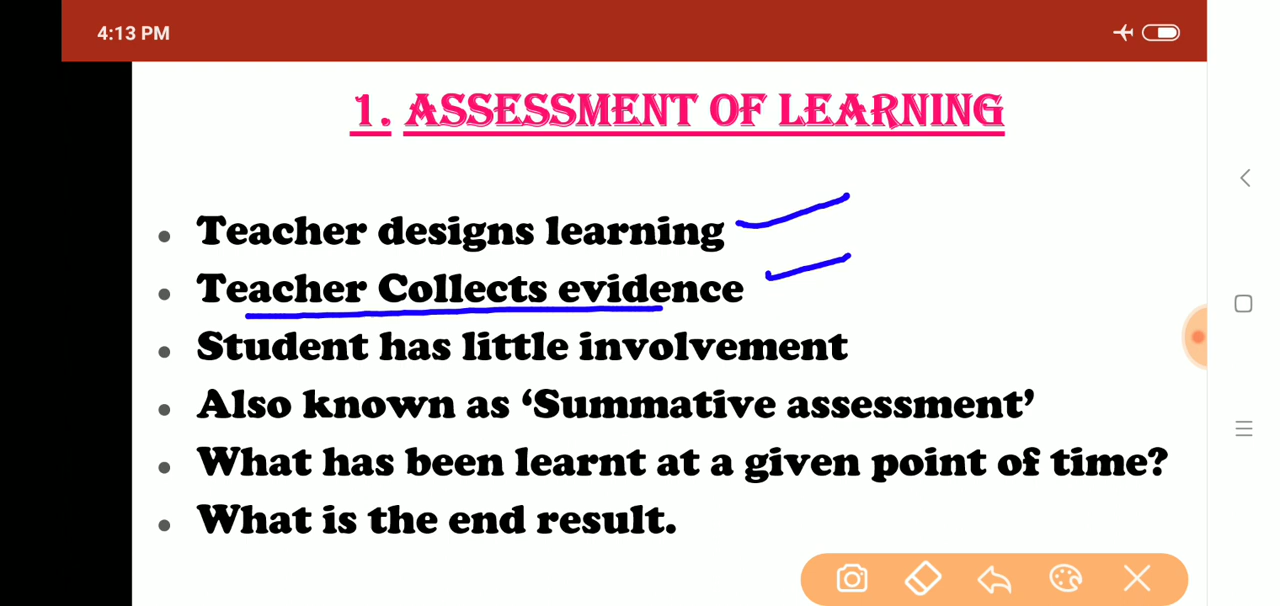 4:13 PM
1. ASSESSMENT OF LEARNING
• Teacher designs learning
• Teacher Collects evidence
• Student has little involvement
• Also known as ‘Summative assessment’
• What has been learnt at a given point of time?
• What is the end result.